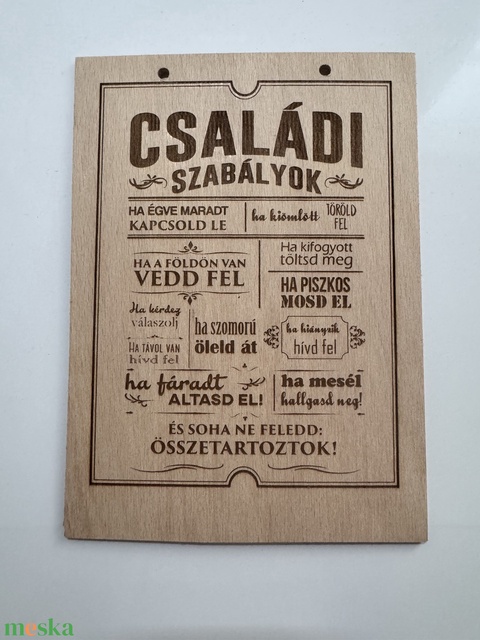 CSALÁDI
SZABÁLYOK
HA ÉGVE MARADT
KAPCSOLD LE
ha kiömlött
TÖRÖLD
FEL
HA A FÖLDÖN VAN
VEDD FEL
Ha kifogyott
töltsd meg
HA PISZKOS
MOSD EL
Ha kérdez
válaszolj
HA TÁVOL VAN
hívd fel
ha szomorú
öleld át
ha hiányzik
hívd fel
ha fáradt
ALTASD EL!
ha mesél
hallgasd meg!
ÉS SOHA NE FELEDD:
ÖSSZETARTOZTOK!
meska